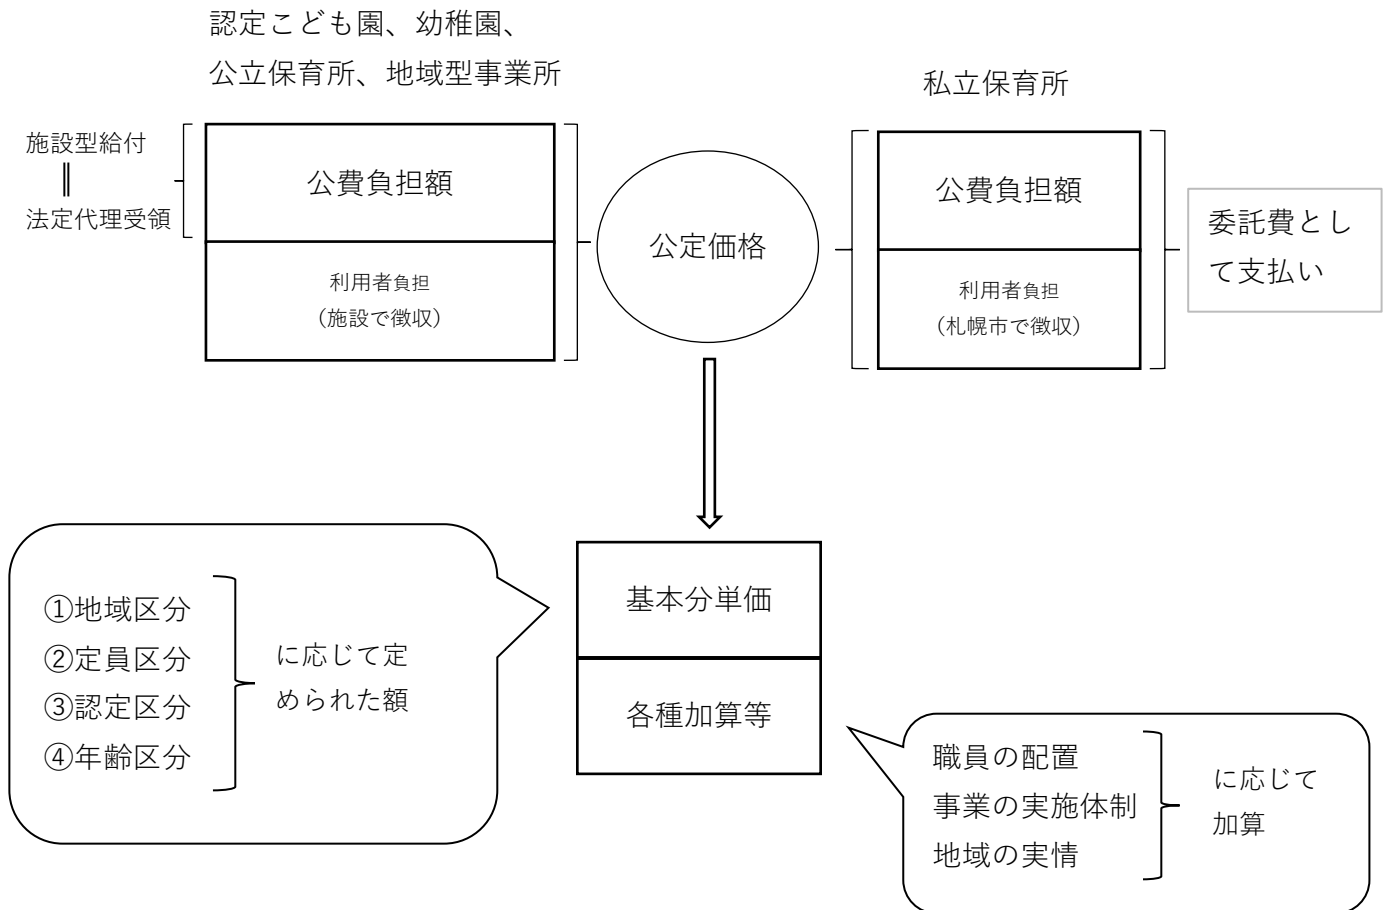 認定こども園、幼稚園、
公立保育所、地域型事業所
私立保育所
施設型給付
||
法定代理受領
公費負担額
利用者負担
(施設で徴収)
公定価格
公費負担額
利用者負担
(札幌市で徴収)
委託費とし
て支払い
①地域区分
②定員区分
③認定区分
④年齢区分
に応じて定
められた額
基本分単価
各種加算等
職員の配置
事業の実施体制
地域の実情
に応じて
加算